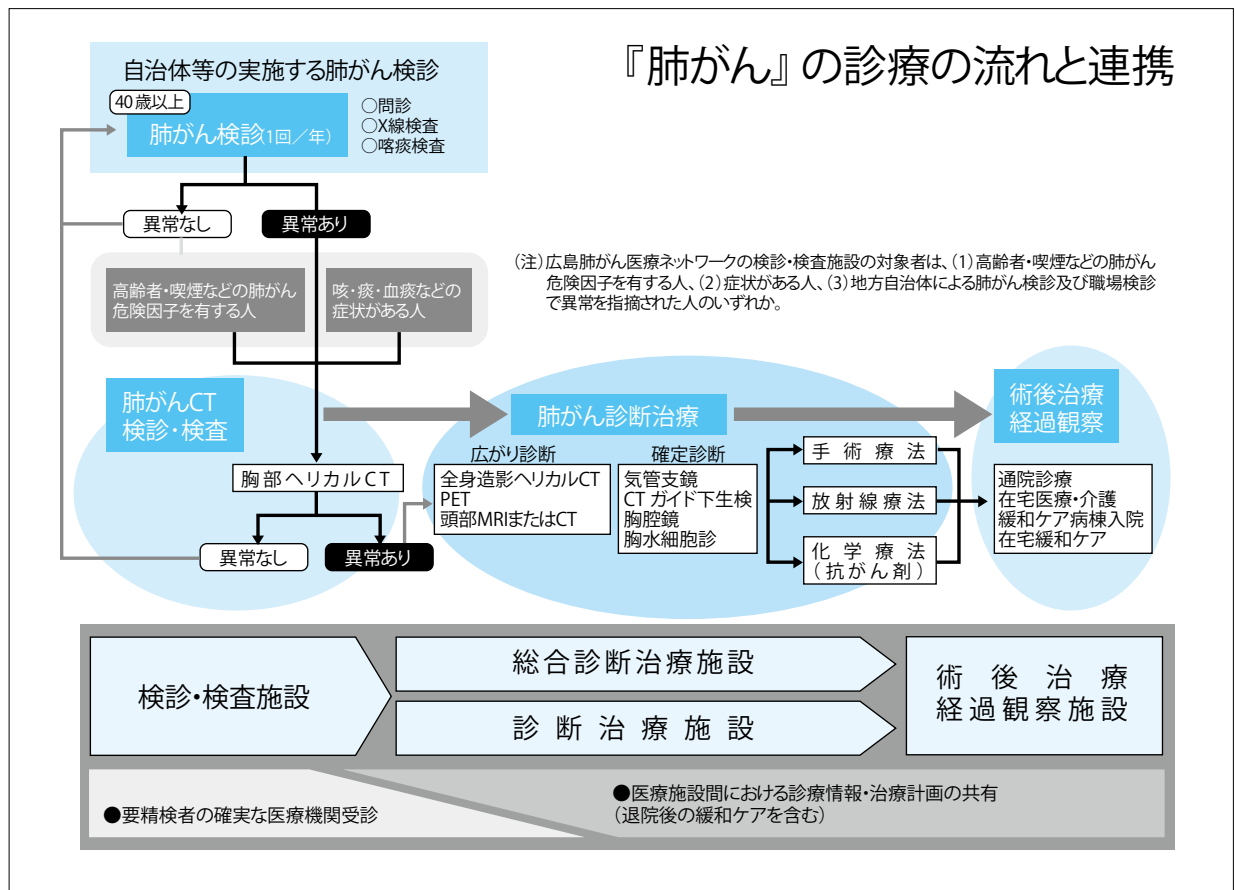 『肺がん』の診療の流れと連携
自治体等の実施する肺がん検診
40歳以上
肺がん検診(1回／年)
○問診
○X線検査
○喀痰検査
異常なし
異常あり
(注)広島肺がん医療ネットワークの検診・検査施設の対象者は、(1)高齢者・喫煙などの肺がん
危険因子を有する人、(2)症状がある人、(3)地方自治体による肺がん検診及び職場検診
で異常を指摘された人のいずれか。
高齢者・喫煙などの肺がん
危険因子を有する人
咳・痰・血痰などの
症状がある人
肺がんCT
検診・検査
肺がん診断治療
術後治療
経過観察
胸部ヘリカルCT
異常なし
異常あり
広がり診断
全身造影ヘリカルCT
PET
頭部MRIまたはCT
確定診断
気管支鏡
CTガイド下生検
胸腔鏡
胸水細胞診
手術療法
放射線療法
化学療法
(抗がん剤)
通院診療
在宅医療・介護
緩和ケア病棟入院
在宅緩和ケア
検診・検査施設
総合診断治療施設
診断治療施設
術後治療
経過観察施設
●要精検者の確実な医療機関受診
●医療施設間における診療情報・治療計画の共有
(退院後の緩和ケアを含む)